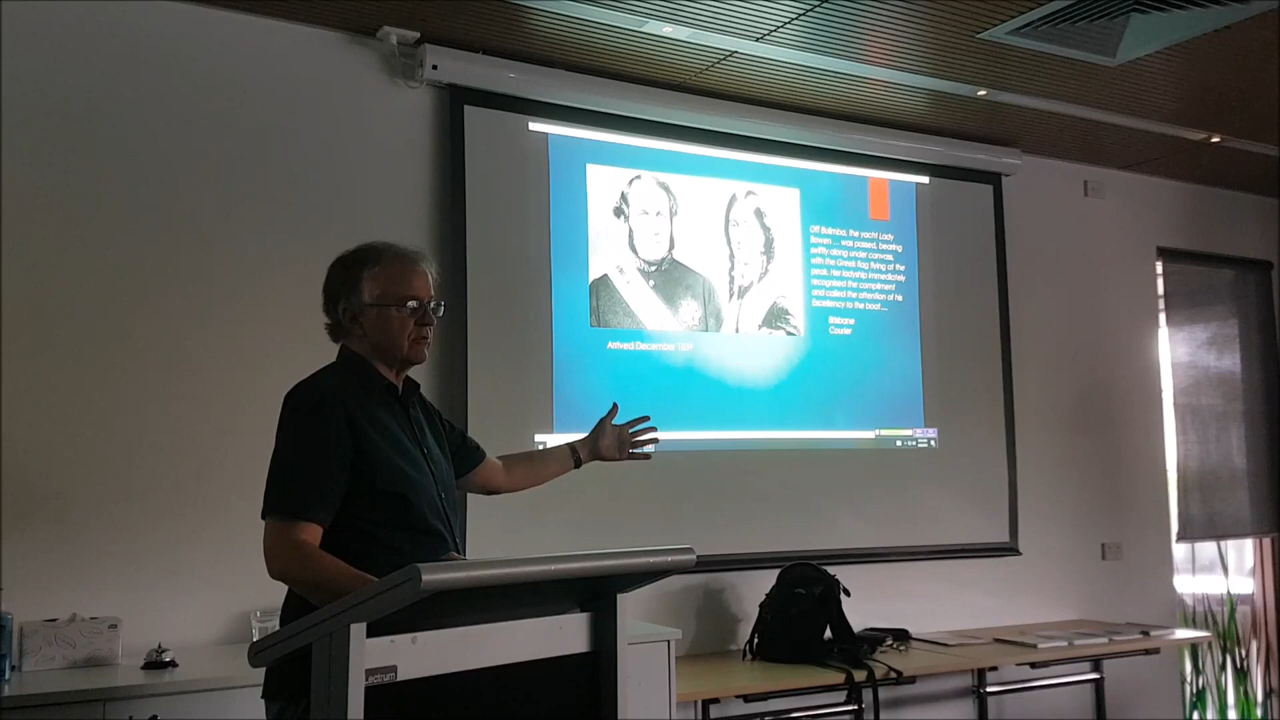 Off Bulimba, the yacht Lady
Bowen ... was passed, bearing
swiftly along under canvass,
with the Greek flag flying at the
peak. Her ladyship immediately
recognised the compliment
and called the attention of his
Excellency to the boat....
Brisbane
Courier
Arrived December 1859
Lectrum